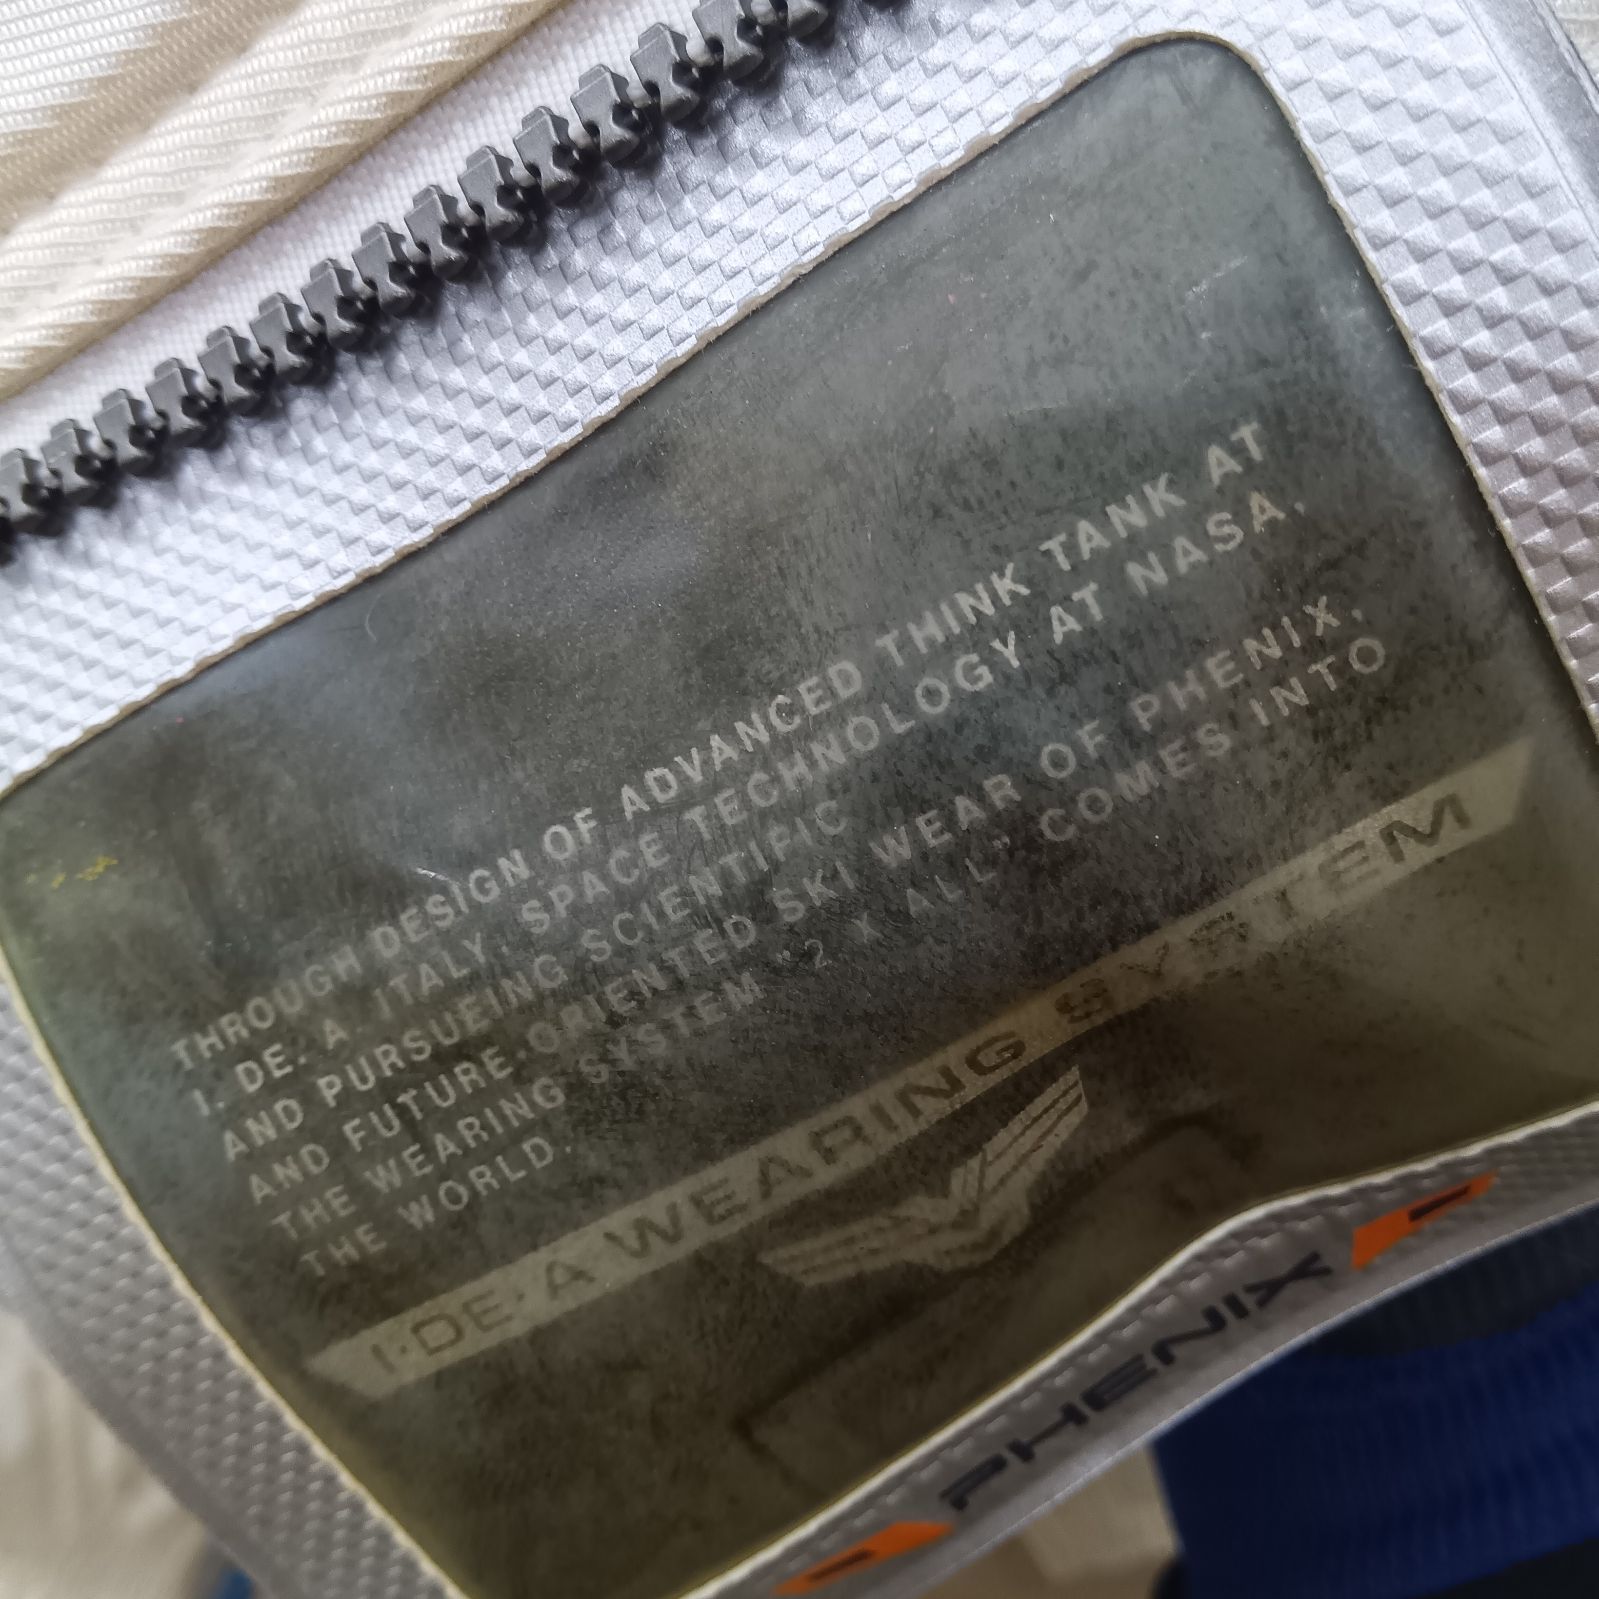 THROUGH DESIGN OF ADVANCED THINK TANK AT
I. DE. A. ITALY, SPACE TECHNOLOGY AT NASA,
AND PURSUEING SCIENTIFIC
AND FUTURE-ORIENTED SKI WEAR OF PHENIX,
THE WEARING SYSTEM "2 X ALL" COMES INTO
THE WORLD.
I·DE·A WEARING SYSTEM
PHENIX